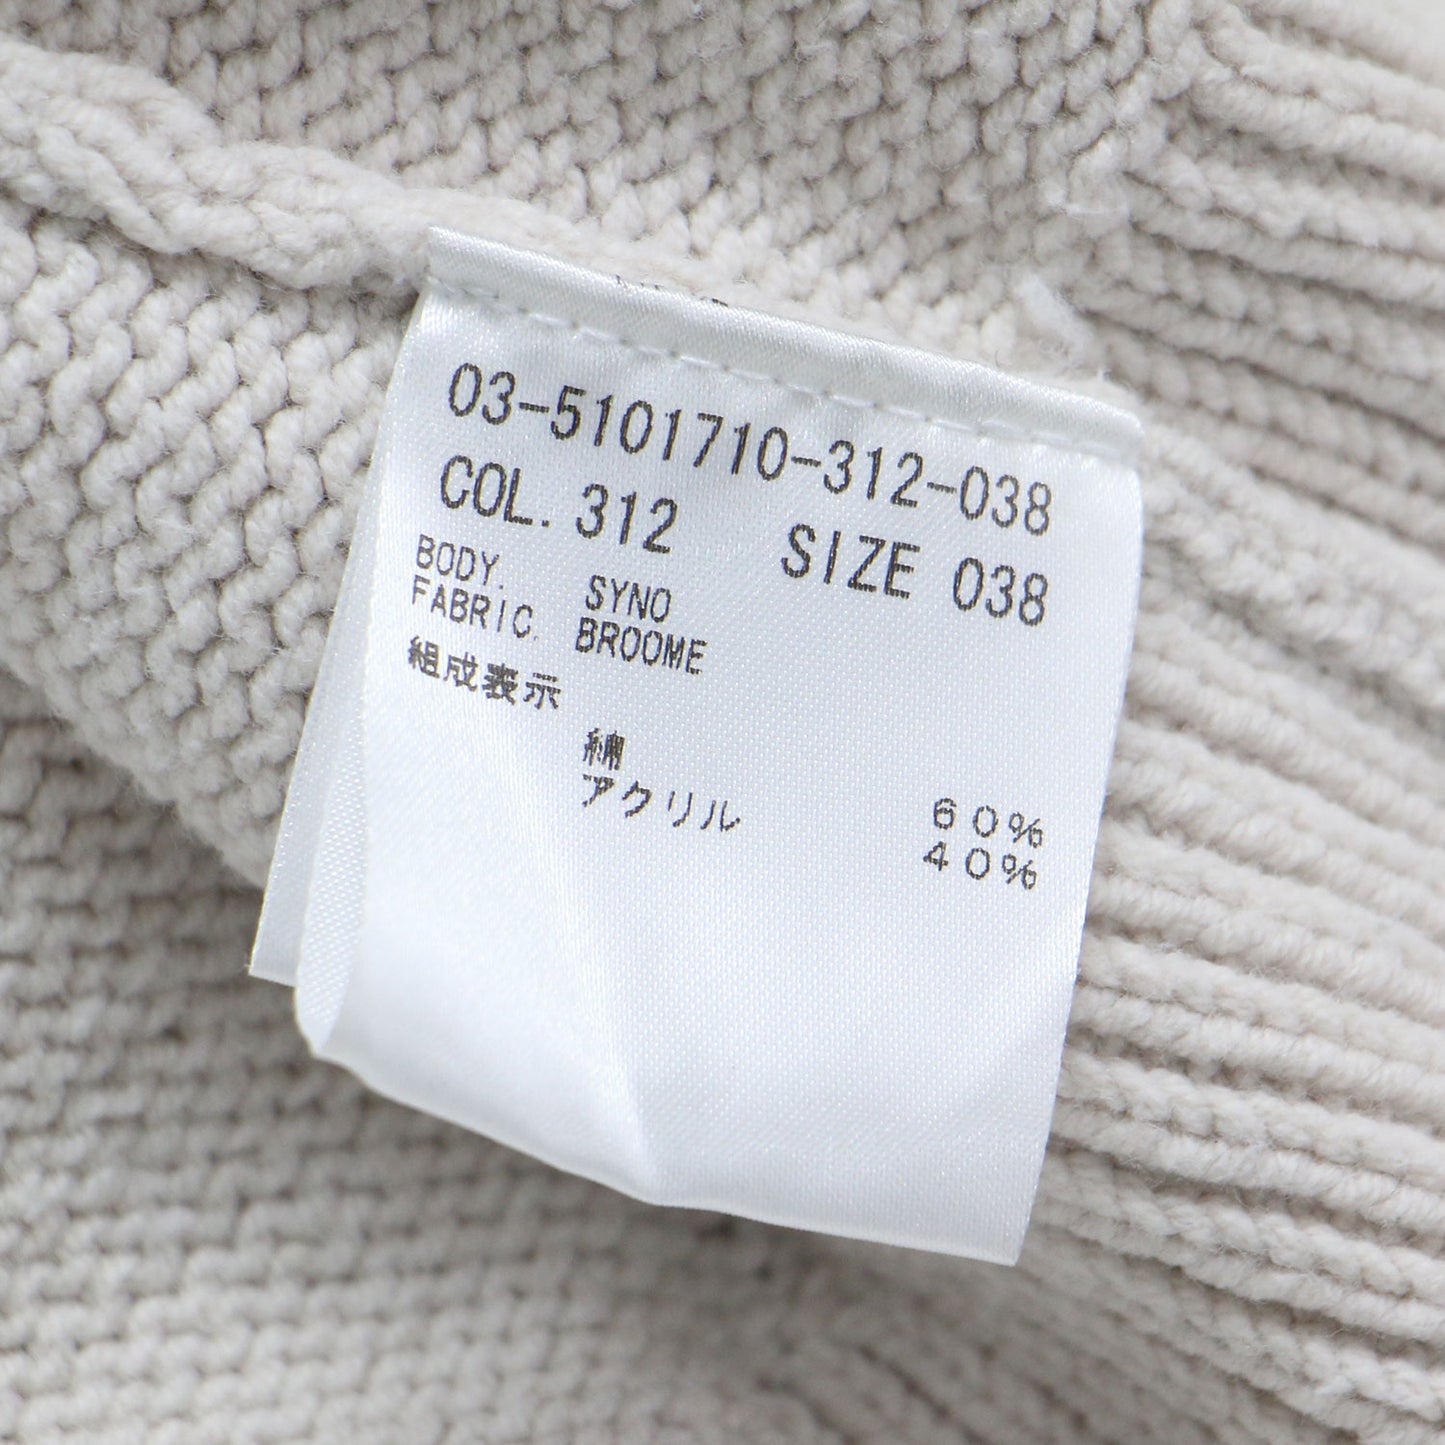 03-5101710-312-038
COL. 312 SIZE 038
BODY. SYNO
FABRIC. BROOME
組成表示
綿 ６０％
アクリル ４０％